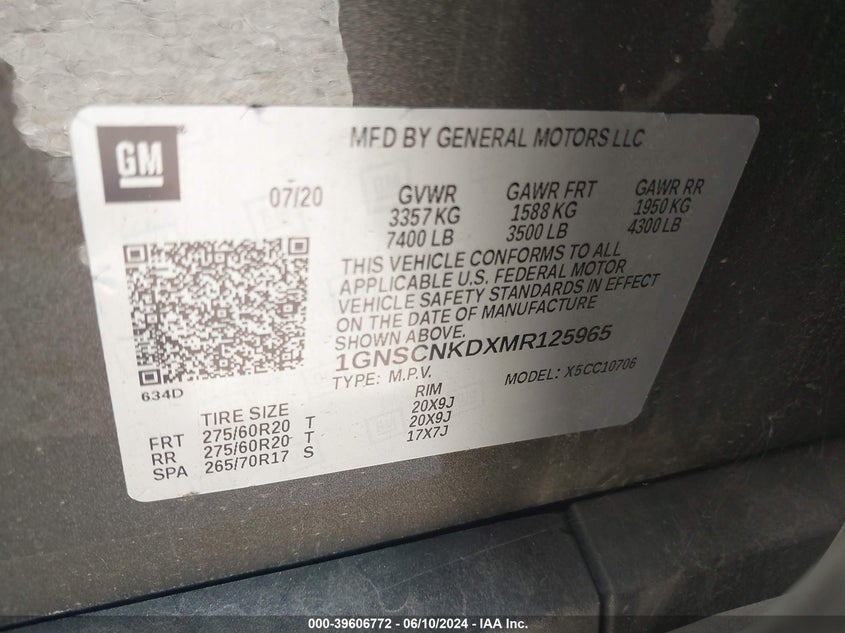 GM
MFD BY GENERAL MOTORS LLC
07/20 GVWR GAWR FRT GAWR RR
3357 KG 1588 KG 1950 KG
7400 LB 3500 LB 4300 LB
THIS VEHICLE CONFORMS TO ALL
APPLICABLE U.S. FEDERAL MOTOR
VEHICLE SAFETY STANDARDS IN EFFECT
ON THE DATE OF MANUFACTURE
SHOWN ABOVE.
1GNSCNKDXMR125965
TYPE: M.P.V. MODEL: X5CC10706
634D
TIRE SIZE RIM
FRT 275/60R20 T 20X9J
RR 275/60R20 T 20X9J
SPA 265/70R17 S 17X7J
000-39606772 - 06/10/2024 - IAA Inc.